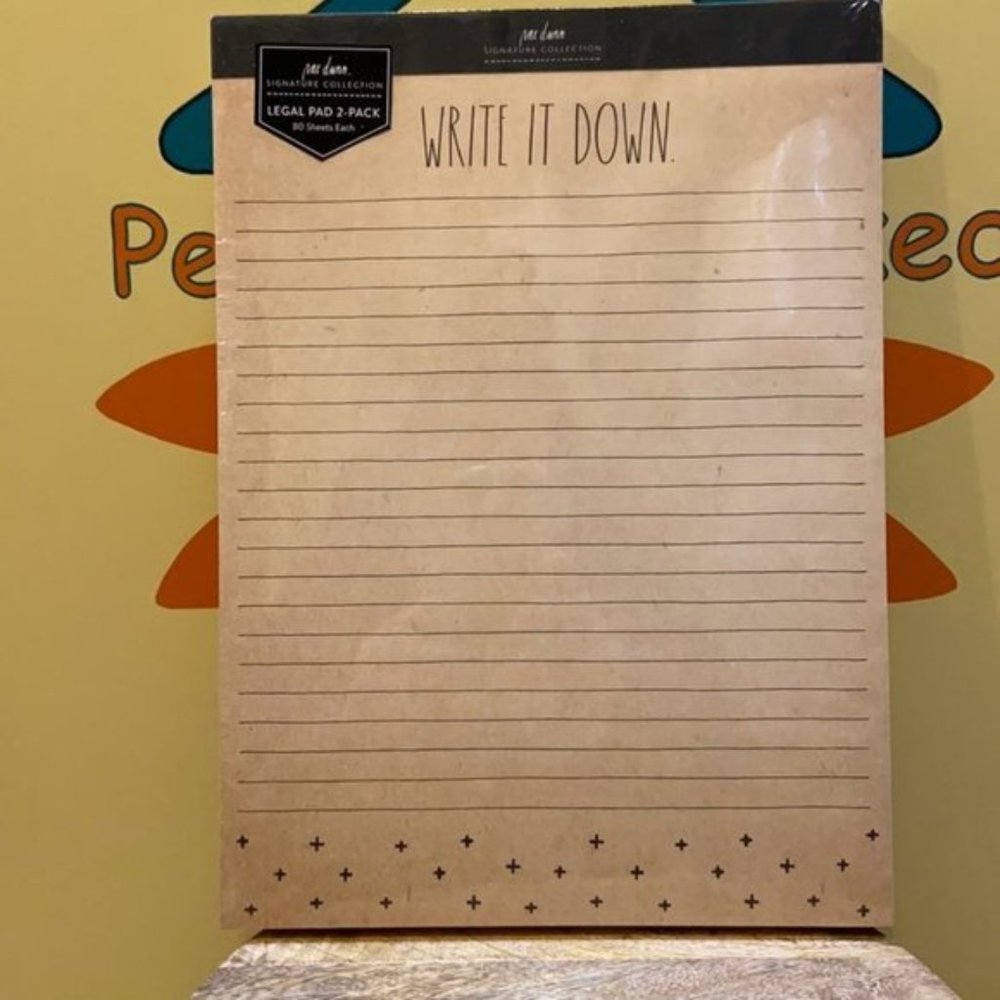 rae dunn
SIGNATURE COLLECTION
rae dunn.
SIGNATURE COLLECTION
LEGAL PAD 2-PACK
80 Sheets Each
WRITE IT DOWN.